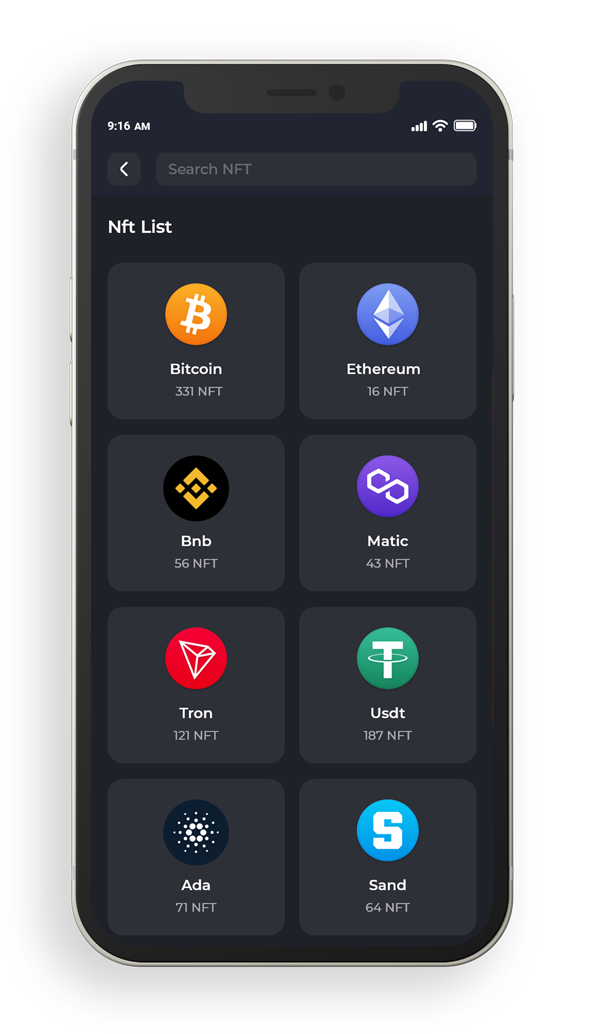 9:16 AM
Search NFT
Nft List
Bitcoin
331 NFT
Ethereum
16 NFT
Bnb
56 NFT
Matic
43 NFT
Tron
121 NFT
Usdt
187 NFT
Ada
71 NFT
Sand
64 NFT